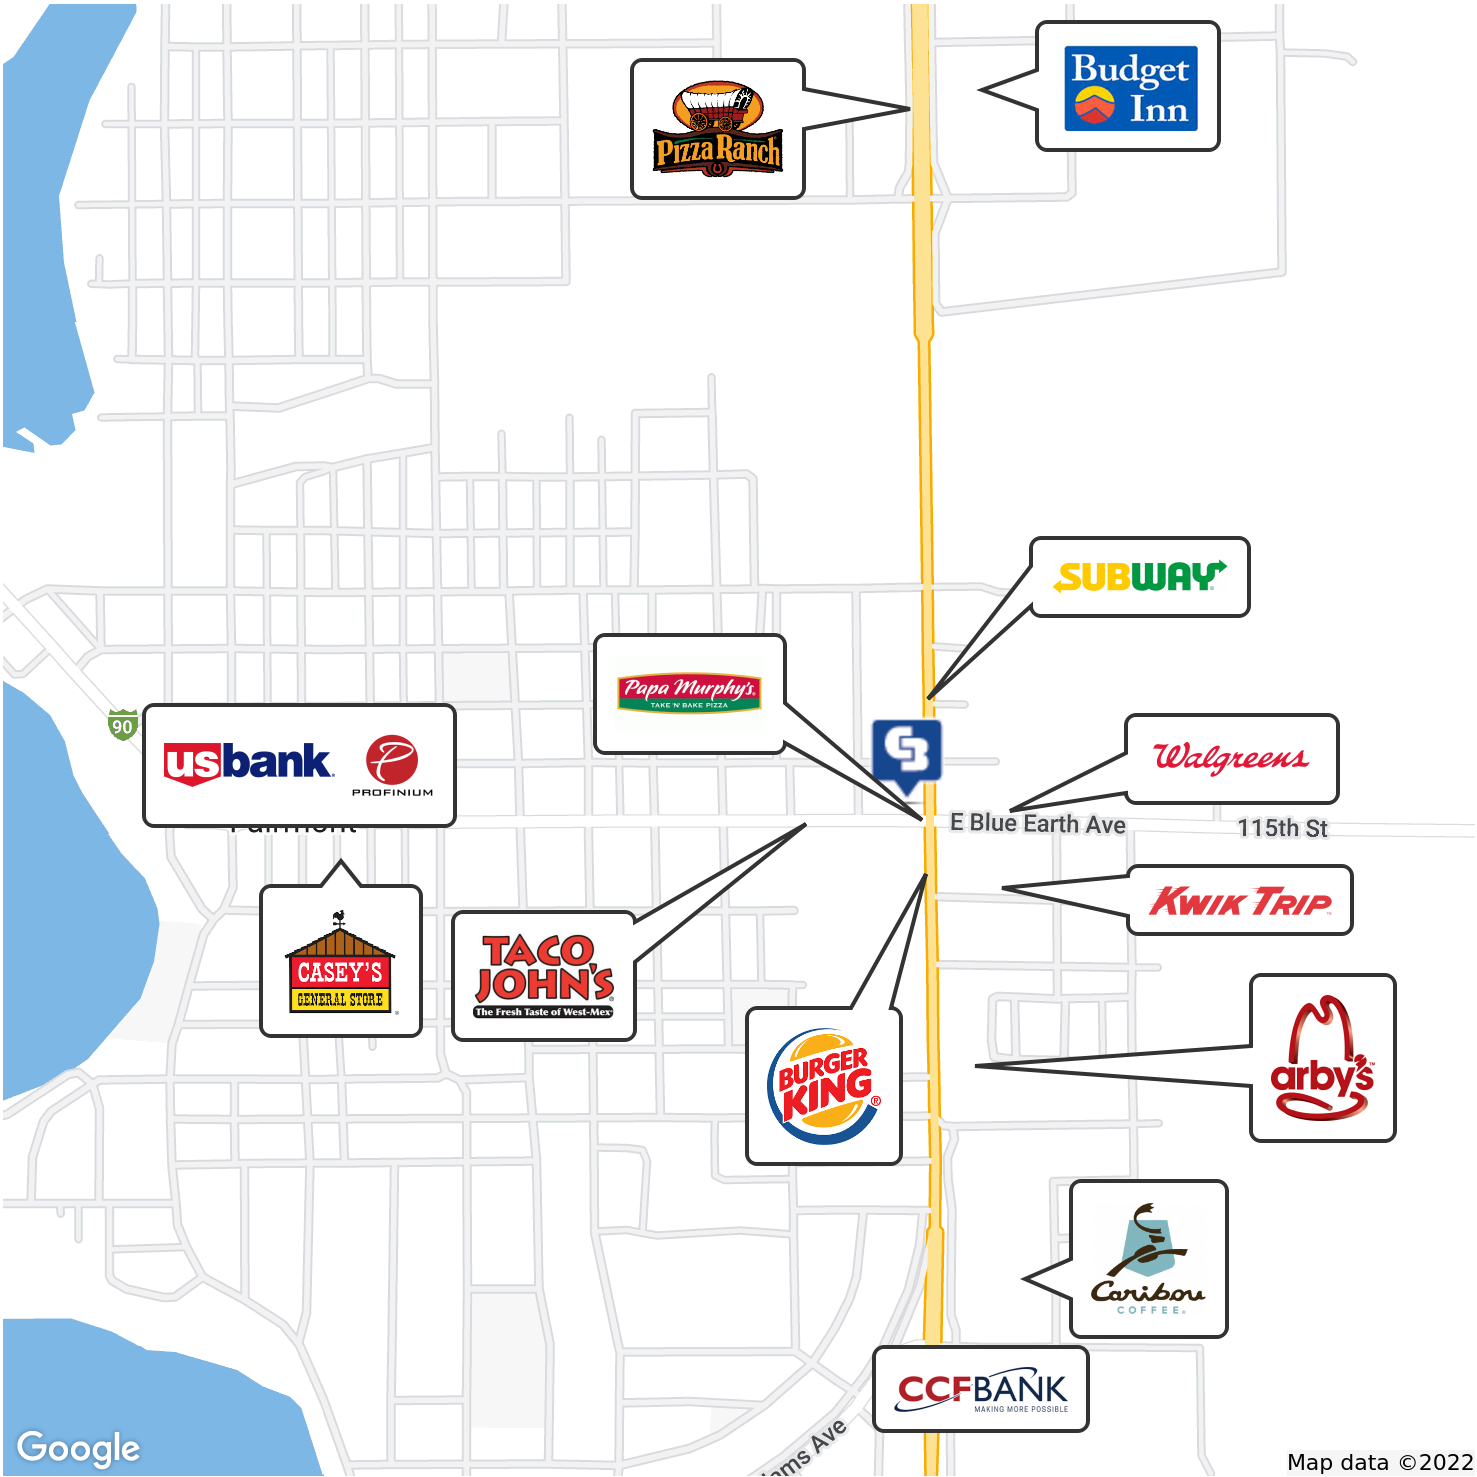 Budget
Inn
Pizza Ranch
SUBWAY
Papa Murphy's
TAKE 'N' BAKE PIZZA
90
usbank
PROFINIUM
CB
Walgreens
E Blue Earth Ave
115th St
Fairmont
KWIK TRIP
CASEY'S
GENERAL STORE
TACO
JOHN'S
The Fresh Taste of West-Mex
BURGER
KING
arby's
Caribou
COFFEE
CCFBANK
MAKING MORE POSSIBLE
Google
Map data ©2022